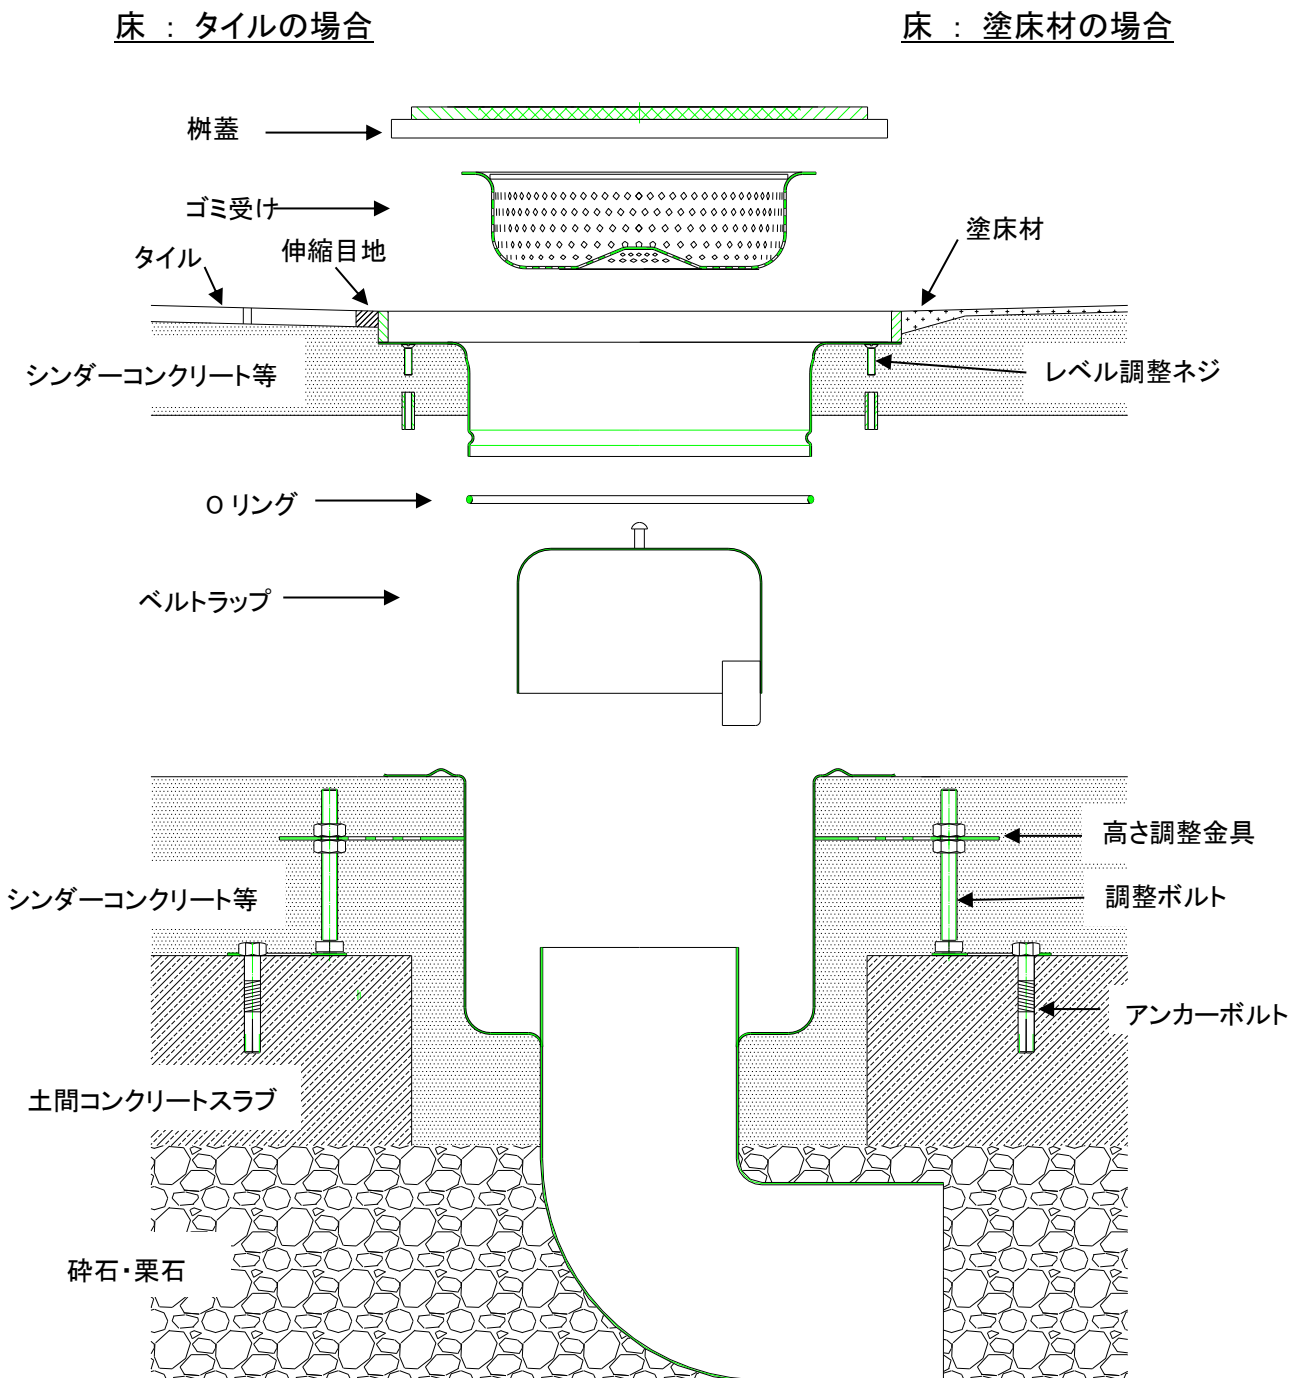 床 : タイルの場合
床 : 塗床材の場合
桝蓋
ゴミ受け
塗床材
伸縮目地
タイル
シンダーコンクリート等
レベル調整ネジ
Oリング
ベルトラップ
高さ調整金具
シンダーコンクリート等
調整ボルト
アンカーボルト
土間コンクリートスラブ
砕石・栗石